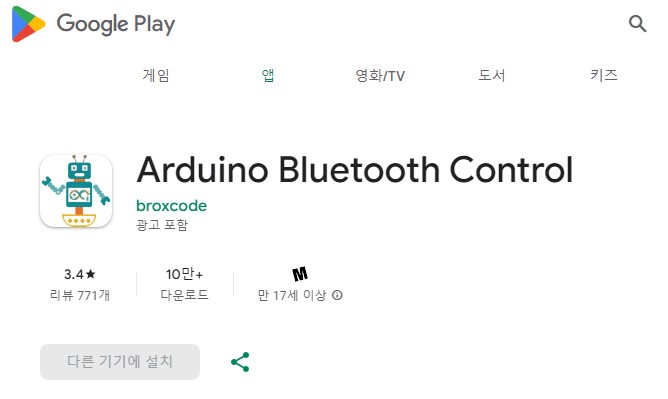 Google Play
게임 앱 영화/TV 도서 키즈
Arduino Bluetooth Control
broxcode
광고 포함
3.4★ 10만+
리뷰 771개 다운로드 만 17세 이상
다른 기기에 설치